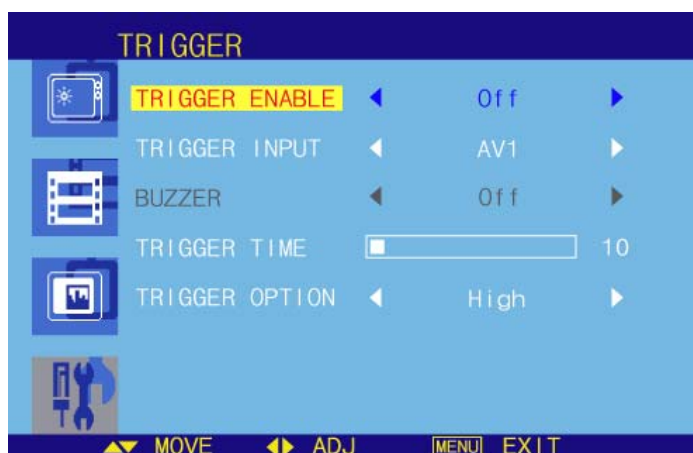 TRIGGER
TRIGGER ENABLE Off
TRIGGER INPUT AV1
BUZZER Off
TRIGGER TIME 10
TRIGGER OPTION High
MOVE ADJ MENU EXIT